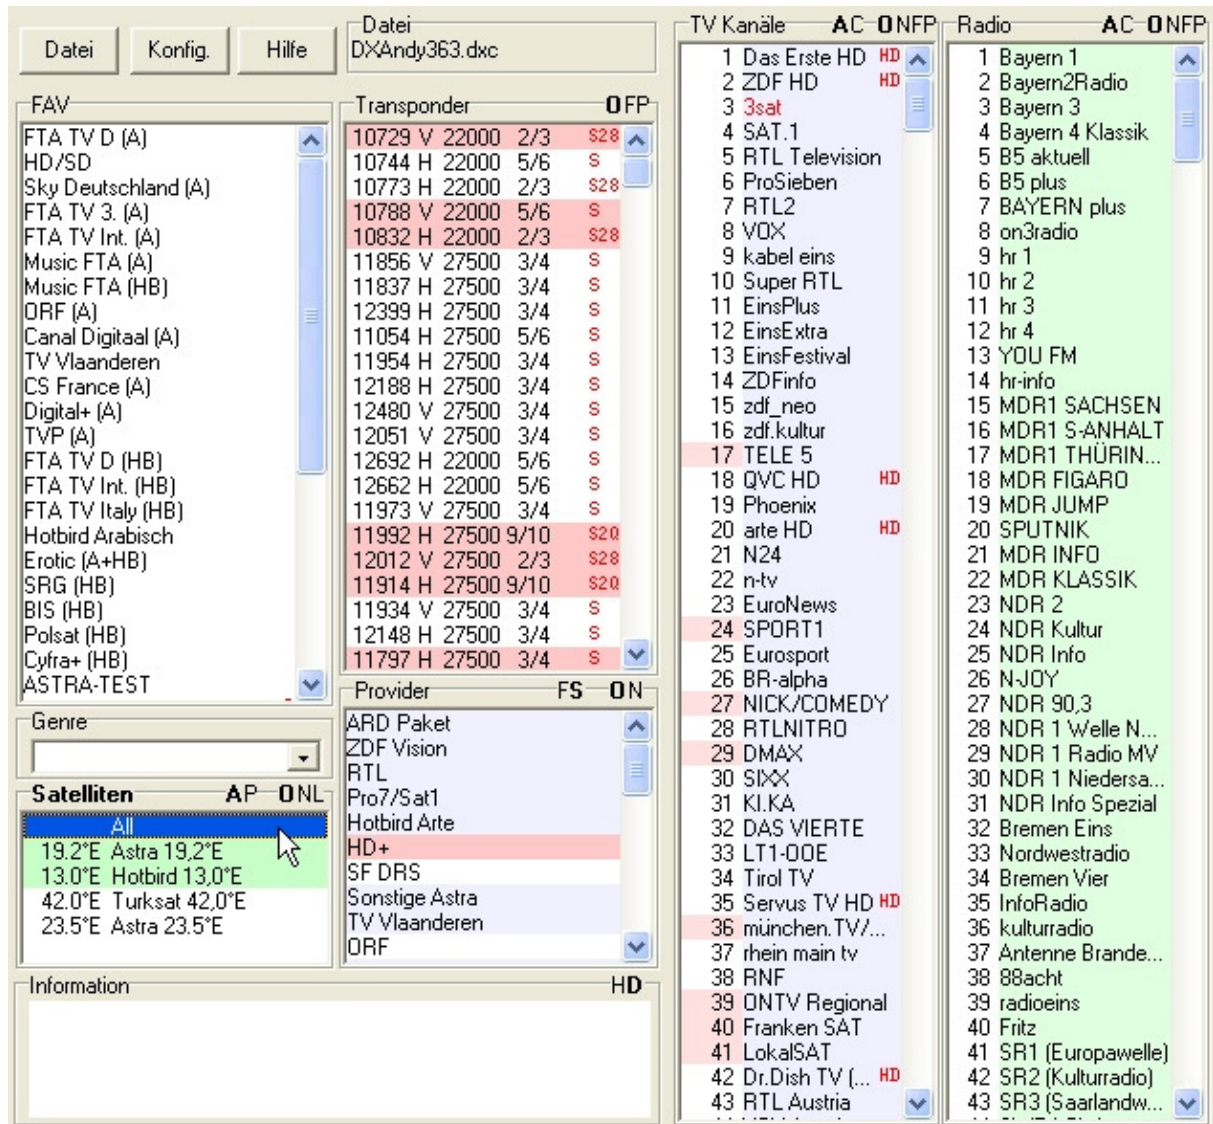 Datei
Konfig.
Hilfe
Datei
DXAndy363.dxc
FAV
FTA TV D (A)
HD/SD
Sky Deutschland (A)
FTA TV 3. (A)
FTA TV Int. (A)
Music FTA (A)
Music FTA (HB)
ORF (A)
Canal Digitaal (A)
TV Vlaanderen
CS France (A)
Digital+ (A)
TVP (A)
FTA TV D (HB)
FTA TV Int. (HB)
FTA TV Italy (HB)
Hotbird Arabisch
Erotic (A+HB)
SRG (HB)
BIS (HB)
Polsat (HB)
Cyfra+ (HB)
ASTRA-TEST
Genre
Satelliten AP ONL
All
19.2°E Astra 19,2°E
13.0°E Hotbird 13,0°E
42.0°E Turksat 42,0°E
23.5°E Astra 23.5°E
Transponder OFP
10729 V 22000 2/3 S28
10744 H 22000 5/6 S
10773 H 22000 2/3 S28
10788 V 22000 5/6 S
10832 H 22000 2/3 S28
11856 V 27500 3/4 S
11837 H 27500 3/4 S
12399 H 27500 3/4 S
11054 H 22000 5/6 S
11954 H 27500 3/4 S
12188 H 27500 3/4 S
12480 V 27500 3/4 S
12051 V 27500 3/4 S
12692 H 22000 5/6 S
12662 H 22000 5/6 S
11973 V 27500 3/4 S
11992 H 27500 9/10 S2Q
12012 V 27500 2/3 S28
11914 H 27500 9/10 S2Q
11934 V 27500 3/4 S
12148 H 27500 3/4 S
11797 H 27500 3/4 S
Provider FS ON
ARD Paket
ZDF Vision
RTL
Pro7/Sat1
Hotbird Arte
HD+
SF DRS
Sonstige Astra
TV Vlaanderen
ORF
Information HD
TV Kanäle AC ONFP
1 Das Erste HD HD
2 ZDF HD HD
3 3sat
4 SAT.1
5 RTL Television
6 ProSieben
7 RTL2
8 VOX
9 kabel eins
10 Super RTL
11 EinsPlus
12 EinsExtra
13 EinsFestival
14 ZDFinfo
15 zdf_neo
16 zdf.kultur
17 TELE 5
18 QVC HD HD
19 Phoenix
20 arte HD HD
21 N24
22 n-tv
23 EuroNews
24 SPORT1
25 Eurosport
26 BR-alpha
27 NICK/COMEDY
28 RTLNITRO
29 DMAX
30 SIXX
31 KI.KA
32 DAS VIERTE
33 LT1-OOE
34 Tirol TV
35 Servus TV HD HD
36 münchen.TV/...
37 rhein main tv
38 RNF
39 ONTV Regional
40 Franken SAT
41 LokalSAT
42 Dr.Dish TV (... HD
43 RTL Austria
Radio AC ONFP
1 Bayern 1
2 Bayern2Radio
3 Bayern 3
4 Bayern 4 Klassik
5 B5 aktuell
6 B5 plus
7 BAYERN plus
8 on3radio
9 hr 1
10 hr 2
11 hr 3
12 hr 4
13 YOU FM
14 hr-info
15 MDR1 SACHSEN
16 MDR1 S-ANHALT
17 MDR1 THÜRIN...
18 MDR FIGARO
19 MDR JUMP
20 SPUTNIK
21 MDR INFO
22 MDR KLASSIK
23 NDR 2
24 NDR Kultur
25 NDR Info
26 N-JOY
27 NDR 90,3
28 NDR 1 Welle N...
29 NDR 1 Radio MV
30 NDR 1 Niedersa...
31 NDR Info Spezial
32 Bremen Eins
33 Nordwestradio
34 Bremen Vier
35 InfoRadio
36 kulturradio
37 Antenne Brande...
38 88acht
39 radioeins
40 Fritz
41 SR1 (Europawelle)
42 SR2 (Kulturradio)
43 SR3 (Saarlandw...